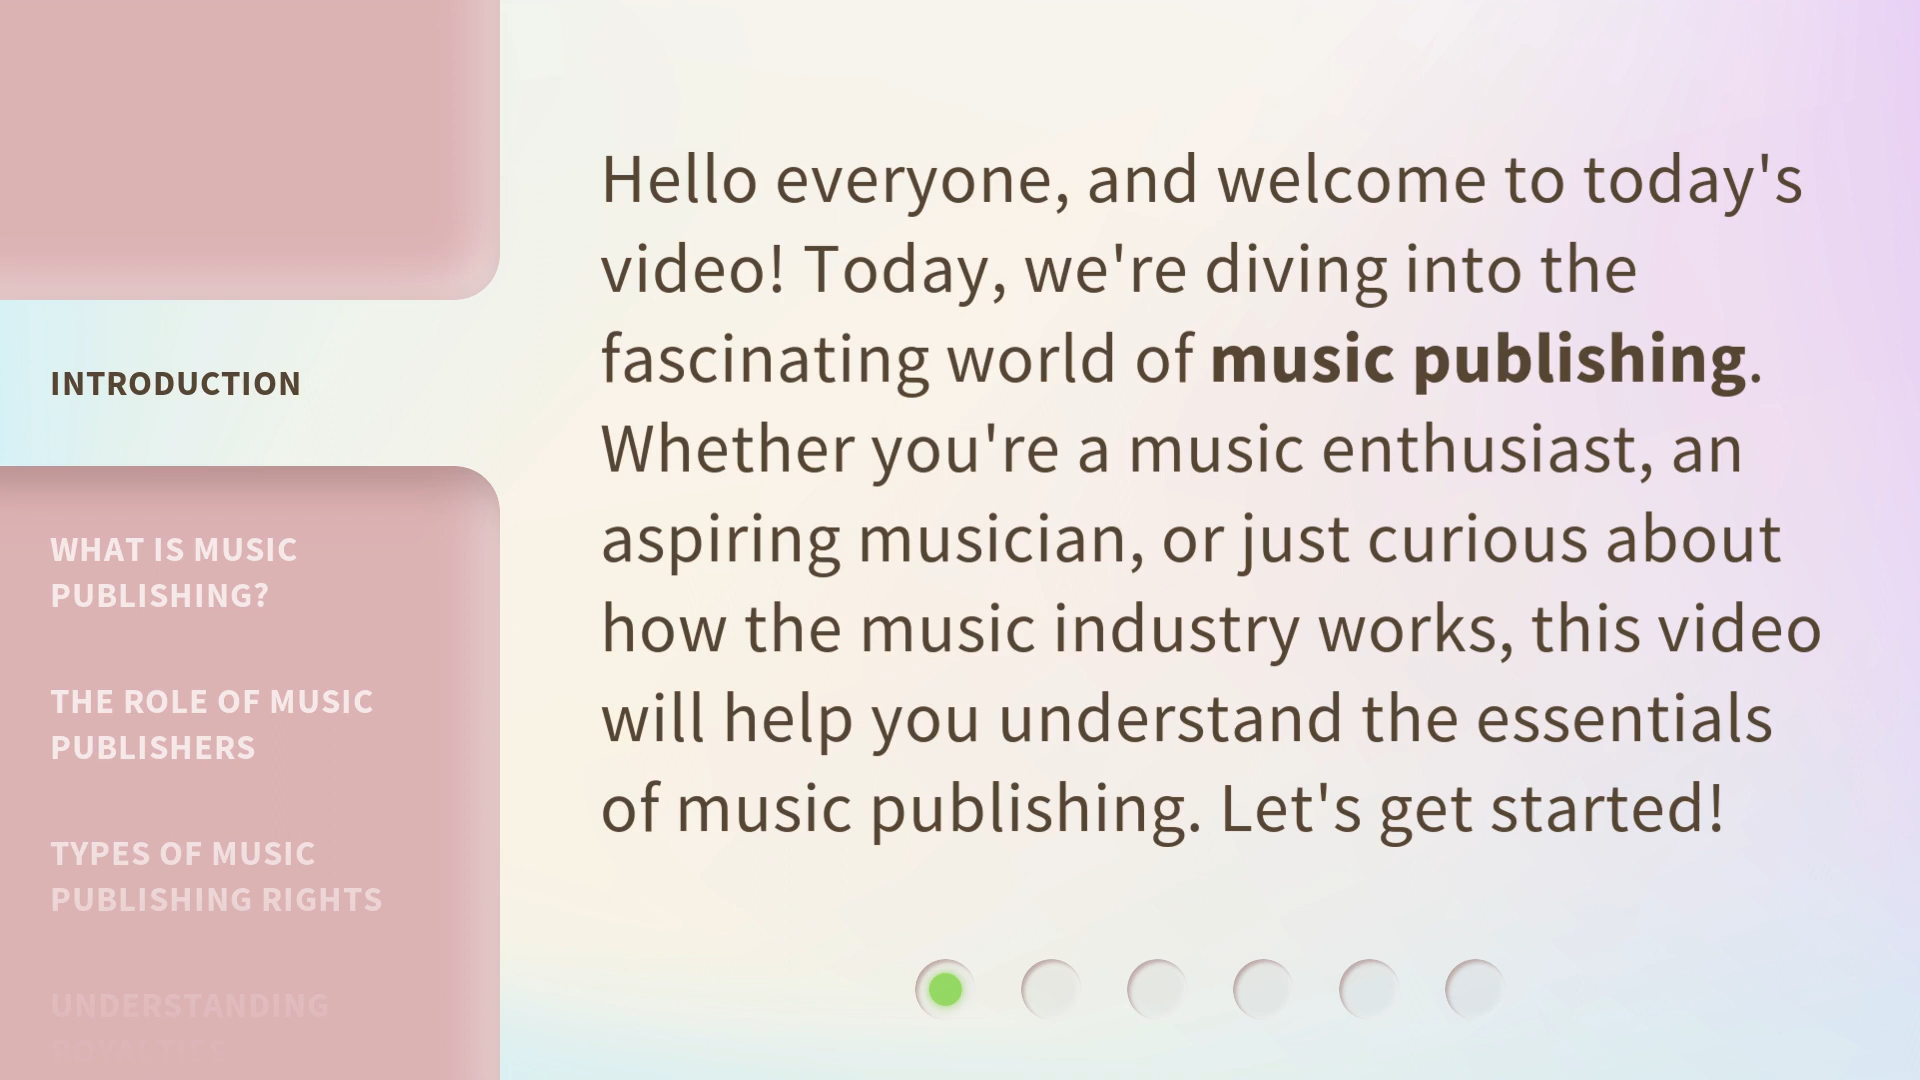 INTRODUCTION
WHAT IS MUSIC
PUBLISHING?
THE ROLE OF MUSIC
PUBLISHERS
TYPES OF MUSIC
PUBLISHING RIGHTS
UNDERSTANDING
ROYALTIES
Hello everyone, and welcome to today's
video! Today, we're diving into the
fascinating world of music publishing.
Whether you're a music enthusiast, an
aspiring musician, or just curious about
how the music industry works, this video
will help you understand the essentials
of music publishing. Let's get started!